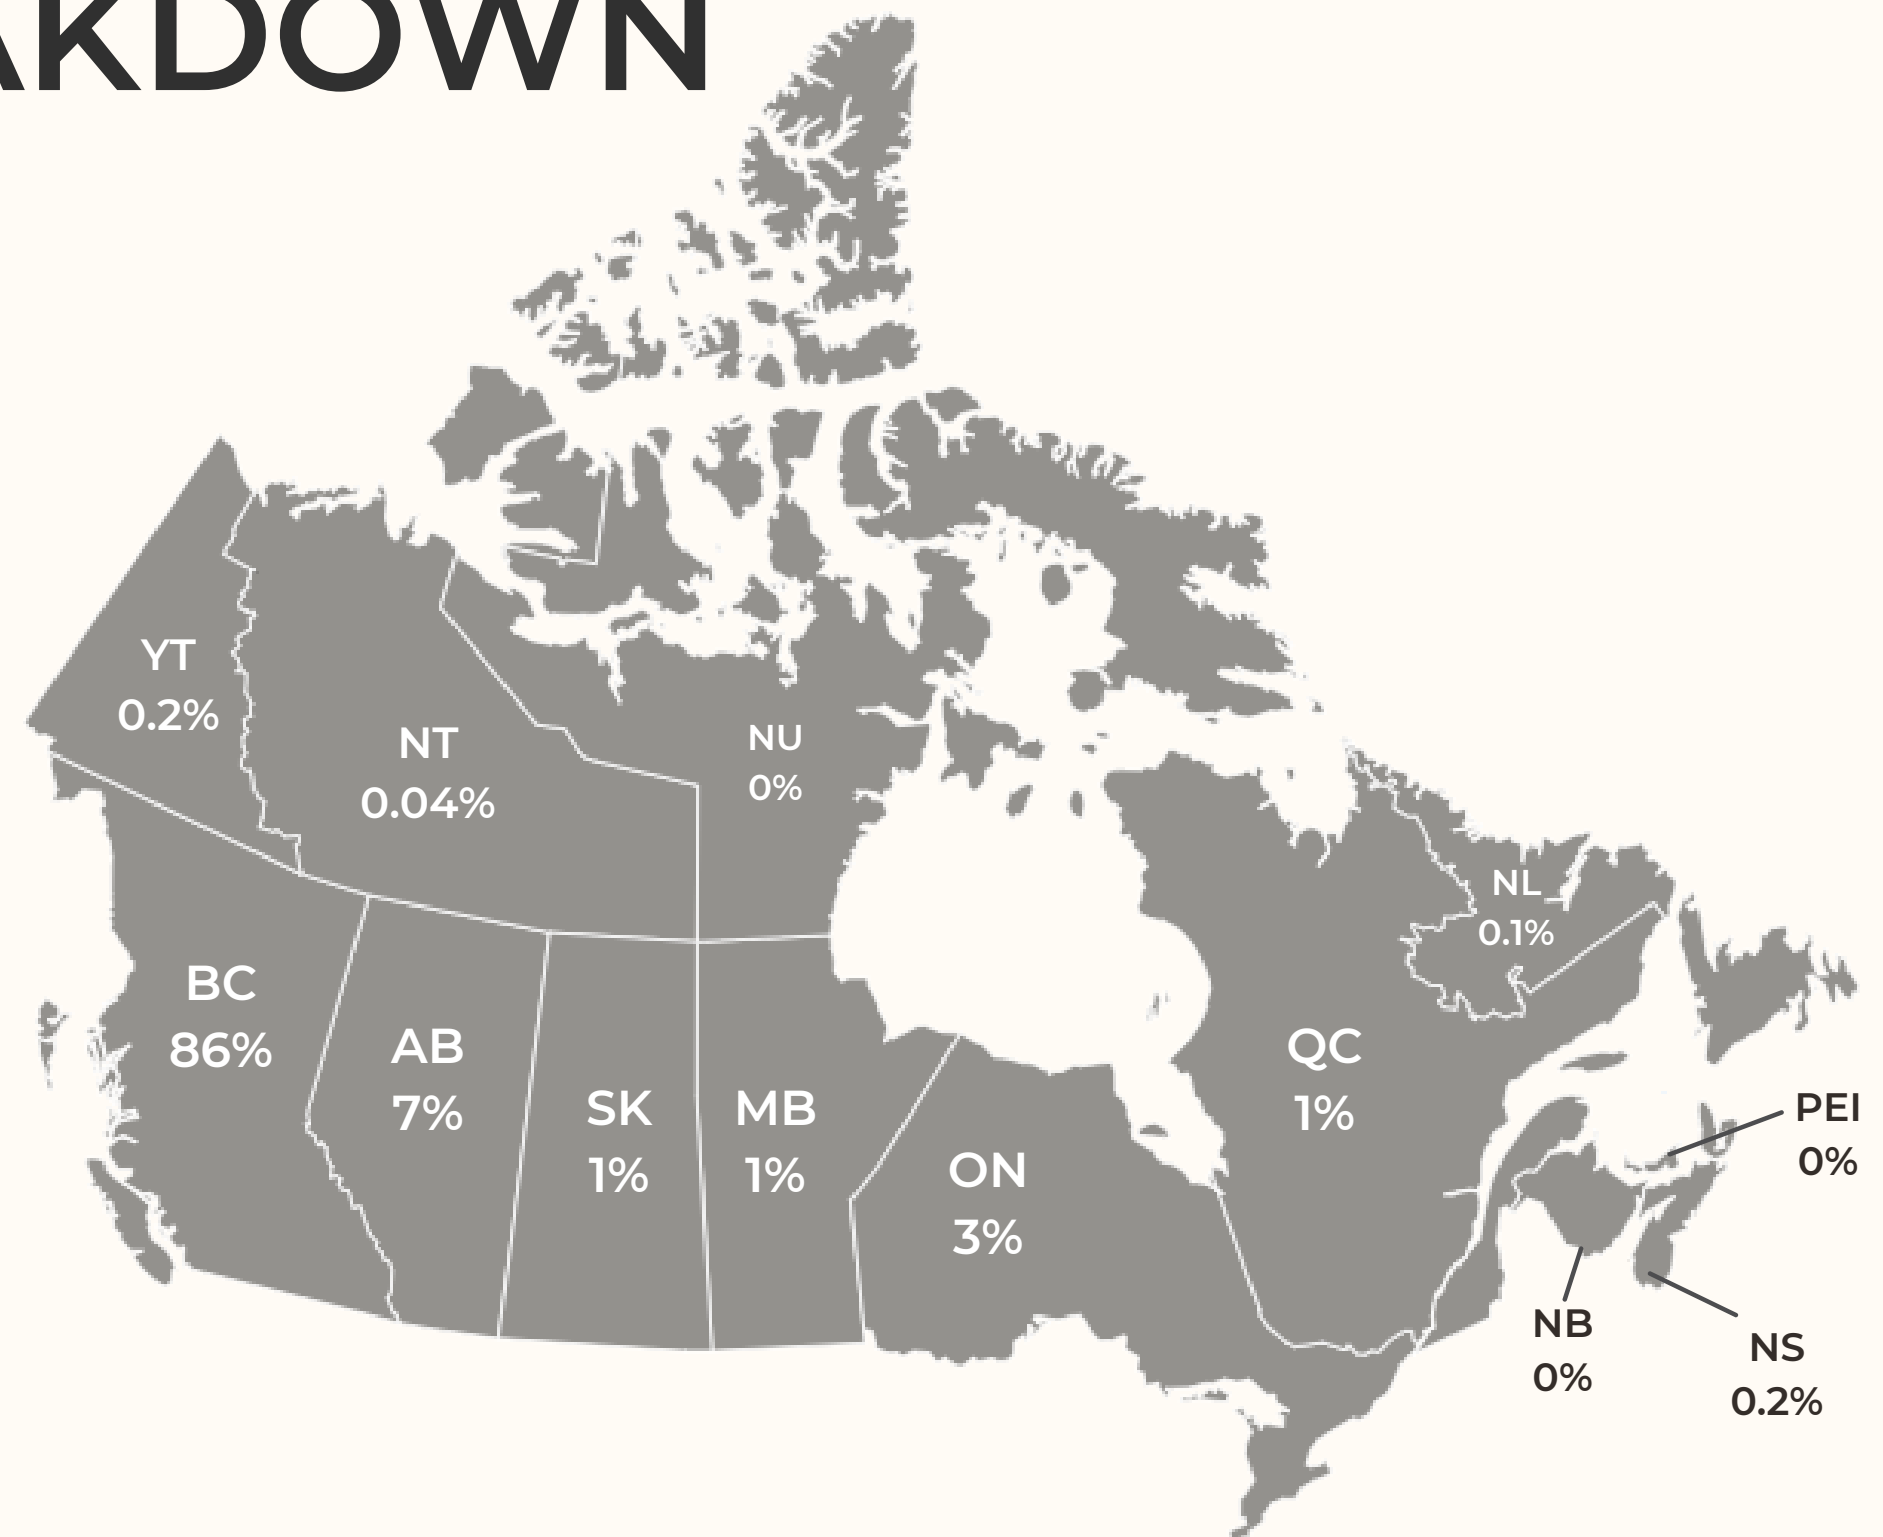 AKDOWN
YT
0.2%
NT
0.04%
NU
0%
BC
86%
AB
7%
SK
1%
MB
1%
ON
3%
QC
1%
NL
0.1%
PEI
0%
NB
0%
NS
0.2%